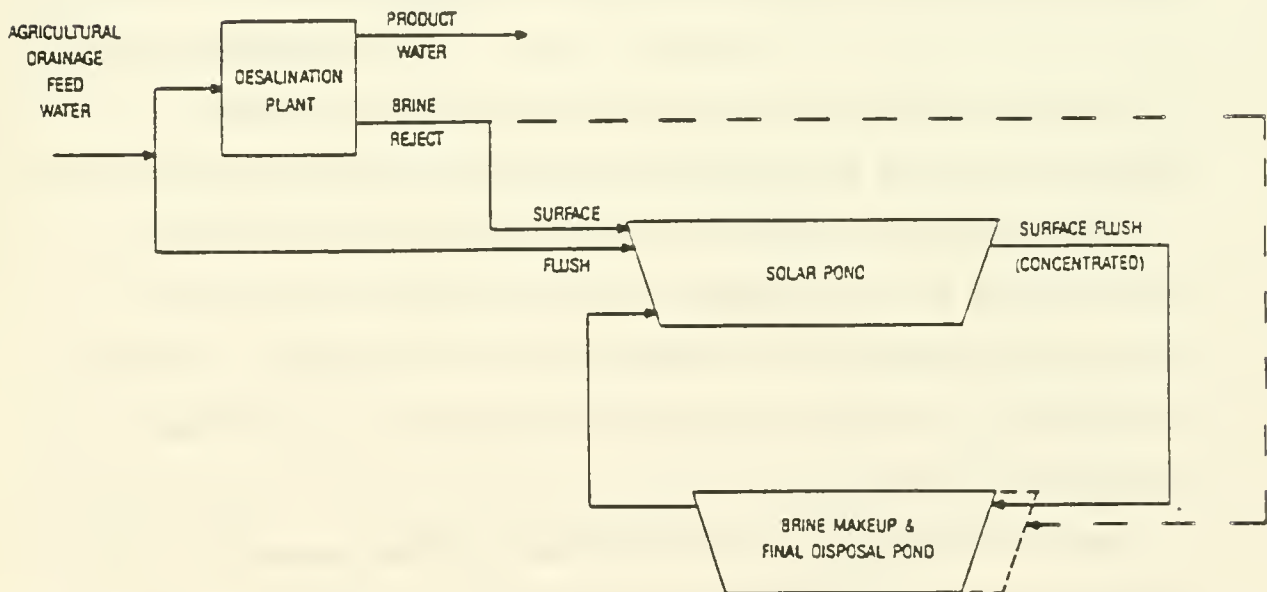 AGRICULTURAL
DRAINAGE
FEED
WATER
DESALINATION
PLANT
PRODUCT
WATER
BRINE
REJECT
SURFACE
FLUSH
SOLAR POND
SURFACE FLUSH
(CONCENTRATED)
BRINE MAKEUP &
FINAL DISPOSAL POND